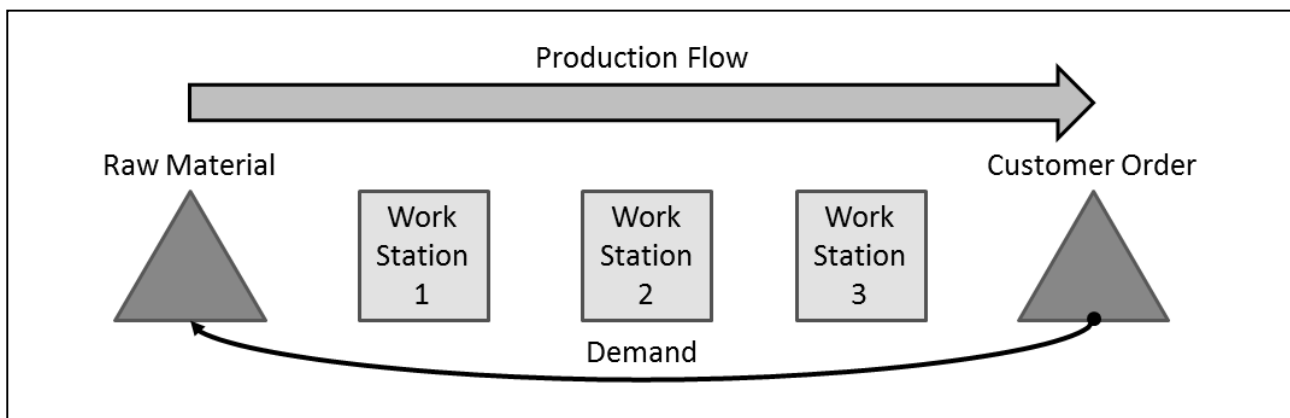 Production Flow
Raw Material
Customer Order
Work
Station
1
Work
Station
2
Work
Station
3
Demand